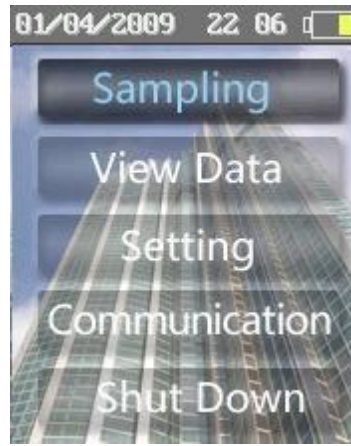 01/04/2009 22 06
Sampling
View Data
Setting
Communication
Shut Down